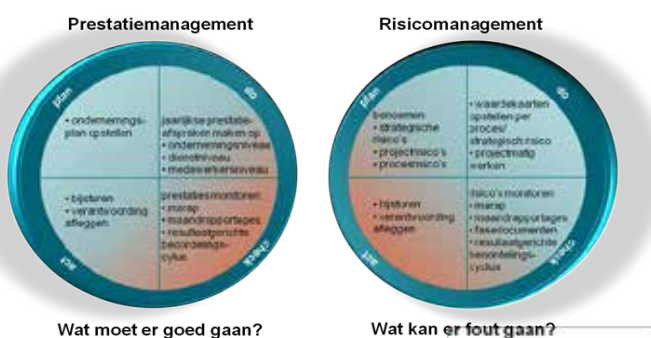 Prestatiemanagement
plan
do
• ondernemings-
plan opstellen
jaarlijkse prestatie-
afspraken maken op
• ondernemingsniveau
• dienstniveau
• medewerkersniveau
• bijsturen
• verantwoording
afleggen
prestaties monitoren
• marap
• maandrapportages
• resultaatgerichte
beoordelings-
cyclus
act
check
Wat moet er goed gaan?
Risicomanagement
plan
do
benoemen
• strategische
risico's
• projectrisico's
• procesrisico's
• waardekaarten
opstellen per
proces/
strategisch risico
• projectmatig
werken
• bijsturen
• verantwoording
afleggen
risico's monitoren
• marap
• maandrapportages
• fasedocumenten
• resultaatgerichte
beoordelings-
cyclus
act
check
Wat kan er fout gaan?